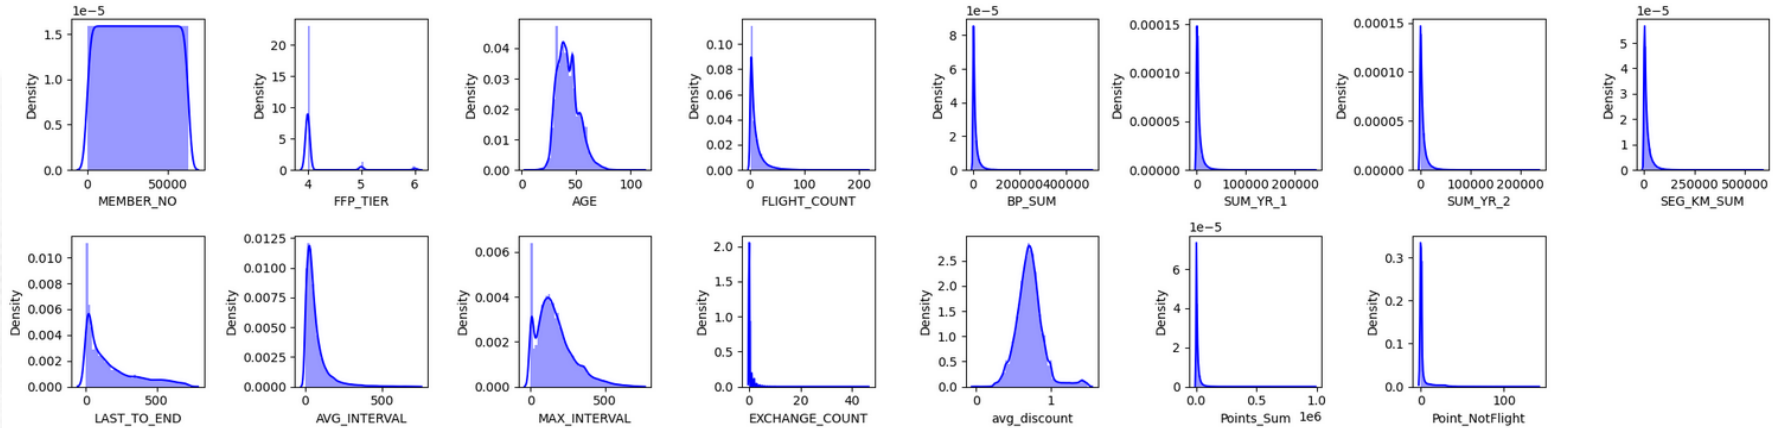 1e−5
1.5
1.0
0.5
0.0
Density
0 50000
MEMBER_NO
20
15
10
5
0
Density
4 5 6
FFP_TIER
0.04
0.03
0.02
0.01
0.00
Density
0 50 100
AGE
0.10
0.08
0.06
0.04
0.02
0.00
Density
0 100 200
FLIGHT_COUNT
1e−5
8
6
4
2
0
Density
0 200000 400000
BP_SUM
0.00015
0.00010
0.00005
0.00000
Density
0 100000 200000
SUM_YR_1
0.00015
0.00010
0.00005
0.00000
Density
0 100000 200000
SUM_YR_2
1e−5
5
4
3
2
1
0
Density
0 250000 500000
SEG_KM_SUM
0.010
0.008
0.006
0.004
0.002
0.000
Density
0 500
LAST_TO_END
0.0125
0.0100
0.0075
0.0050
0.0025
0.0000
Density
0 500
AVG_INTERVAL
0.006
0.004
0.002
0.000
Density
0 500
MAX_INTERVAL
2.0
1.5
1.0
0.5
0.0
Density
0 20 40
EXCHANGE_COUNT
2.5
2.0
1.5
1.0
0.5
0.0
Density
0 1
avg_discount
1e−5
6
4
2
0
Density
0.0 0.5 1.0
Points_Sum 1e6
0.3
0.2
0.1
0.0
Density
0 100
Point_NotFlight